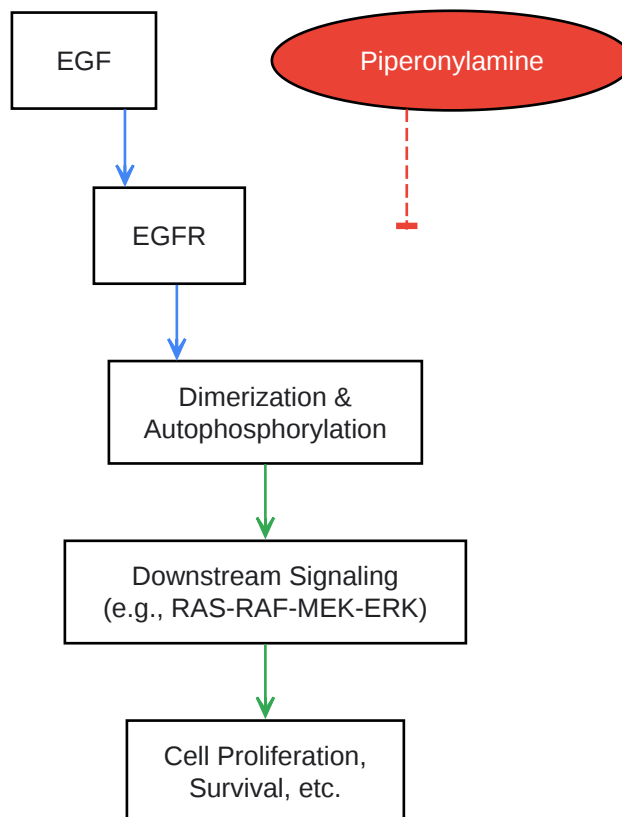 EGF
Piperonylamine
EGFR
Dimerization &
Autophosphorylation
Downstream Signaling
(e.g., RAS-RAF-MEK-ERK)
Cell Proliferation,
Survival, etc.